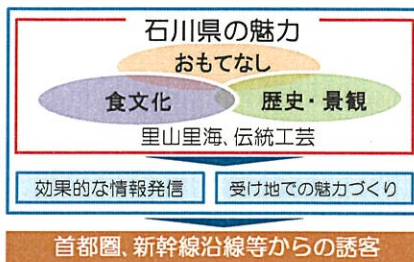 石川県の魅力
おもてなし
食文化
歴史・景観
里山里海、伝統工芸
効果的な情報発信
受け地での魅力づくり
首都圏、新幹線沿線等からの誘客